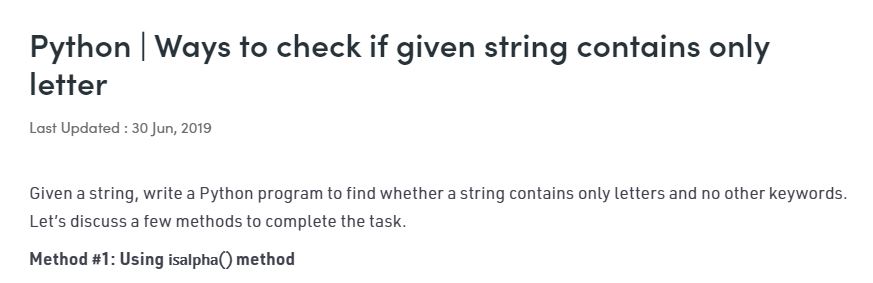 Python | Ways to check if given string contains only
letter
Last Updated : 30 Jun, 2019
Given a string, write a Python program to find whether a string contains only letters and no other keywords.
Let’s discuss a few methods to complete the task.
Method #1: Using isalpha() method